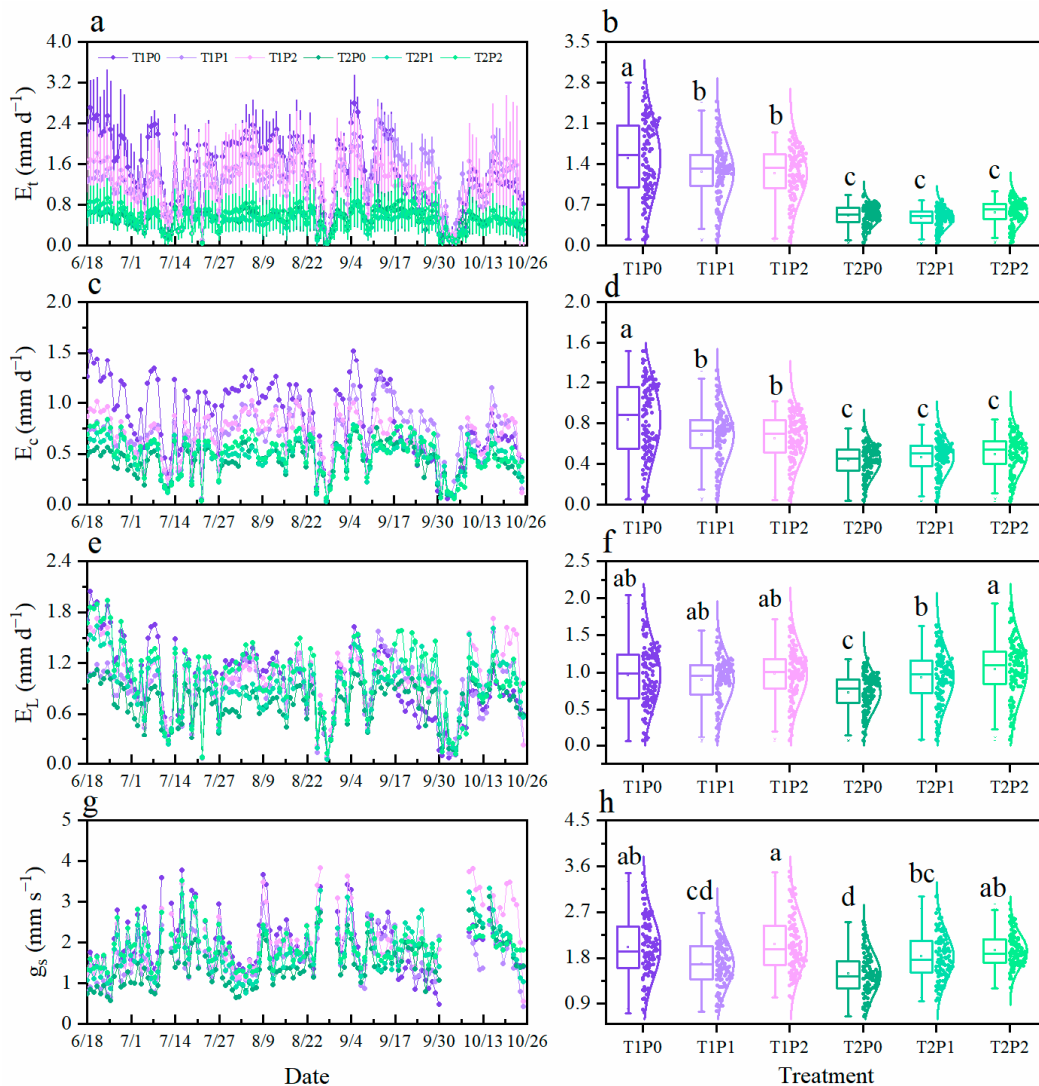 a
E_t (mm d⁻¹)
4.0
3.2
2.4
1.6
0.8
0.0
T1P0 T1P1 T1P2 T2P0 T2P1 T2P2
6/18 7/1 7/14 7/27 8/9 8/22 9/4 9/17 9/30 10/13 10/26
b
3.5
2.8
2.1
1.4
0.7
0.0
a b b c c c
T1P0 T1P1 T1P2 T2P0 T2P1 T2P2
c
E_c (mm d⁻¹)
2.0
1.5
1.0
0.5
0.0
6/18 7/1 7/14 7/27 8/9 8/22 9/4 9/17 9/30 10/13 10/26
d
2.0
1.6
1.2
0.8
0.4
0.0
a b b c c c
T1P0 T1P1 T1P2 T2P0 T2P1 T2P2
e
E_L (mm d⁻¹)
2.4
1.8
1.2
0.6
0.0
6/18 7/1 7/14 7/27 8/9 8/22 9/4 9/17 9/30 10/13 10/26
f
2.5
2.0
1.5
1.0
0.5
0.0
ab ab ab c b a
T1P0 T1P1 T1P2 T2P0 T2P1 T2P2
g
g_s (mm s⁻¹)
5
4
3
2
1
0
6/18 7/1 7/14 7/27 8/9 8/22 9/4 9/17 9/30 10/13 10/26
Date
h
4.5
3.6
2.7
1.8
0.9
ab cd a d bc ab
T1P0 T1P1 T1P2 T2P0 T2P1 T2P2
Treatment